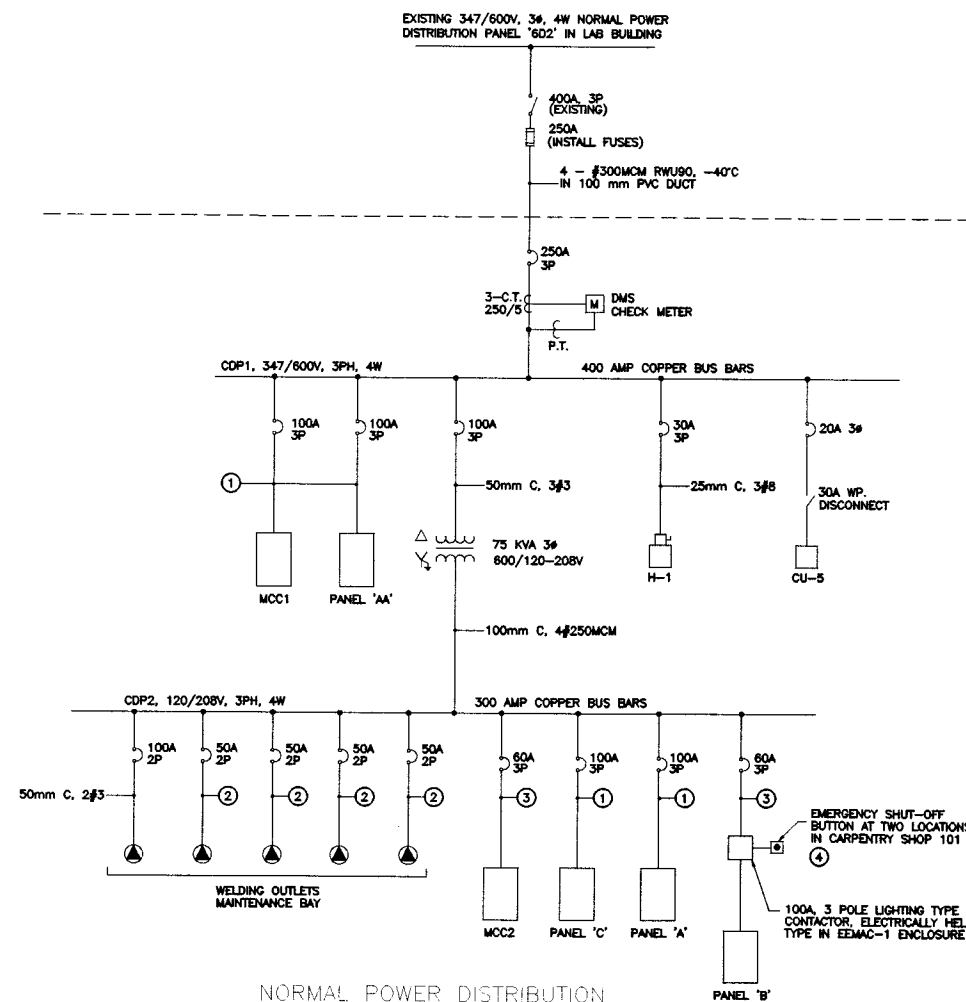 EXISTING 347/600V, 3ø, 4W NORMAL POWER
DISTRIBUTION PANEL '6D2' IN LAB BUILDING
400A, 3P
(EXISTING)
250A
(INSTALL FUSES)
4 - #300MCM RWU90, -40°C
IN 100 mm PVC DUCT
250A
3P
3-C.T.
250/5
M
DMS
CHECK METER
P.T.
CDP1, 347/600V, 3PH, 4W
400 AMP COPPER BUS BARS
100A
3P
100A
3P
100A
3P
30A
3P
20A 3ø
1
50mm C, 3#3
25mm C, 3#8
30A WP.
DISCONNECT
75 KVA 3ø
600/120-208V
MCC1
PANEL 'AA'
H-1
CU-5
100mm C, 4#250MCM
CDP2, 120/208V, 3PH, 4W
300 AMP COPPER BUS BARS
100A
2P
50A
2P
50A
2P
50A
2P
50A
2P
60A
3P
100A
3P
100A
3P
60A
3P
50mm C, 2#3
2
2
2
2
3
1
1
3
EMERGENCY SHUT-OFF
BUTTON AT TWO LOCATIONS
IN CARPENTRY SHOP 101
4
WELDING OUTLETS
MAINTENANCE BAY
MCC2
PANEL 'C'
PANEL 'A'
100A, 3 POLE LIGHTING TYPE
CONTACTOR, ELECTRICALLY HEL
TYPE IN EEMAC-1 ENCLOSURE
PANEL 'B'
NORMAL POWER DISTRIBUTION